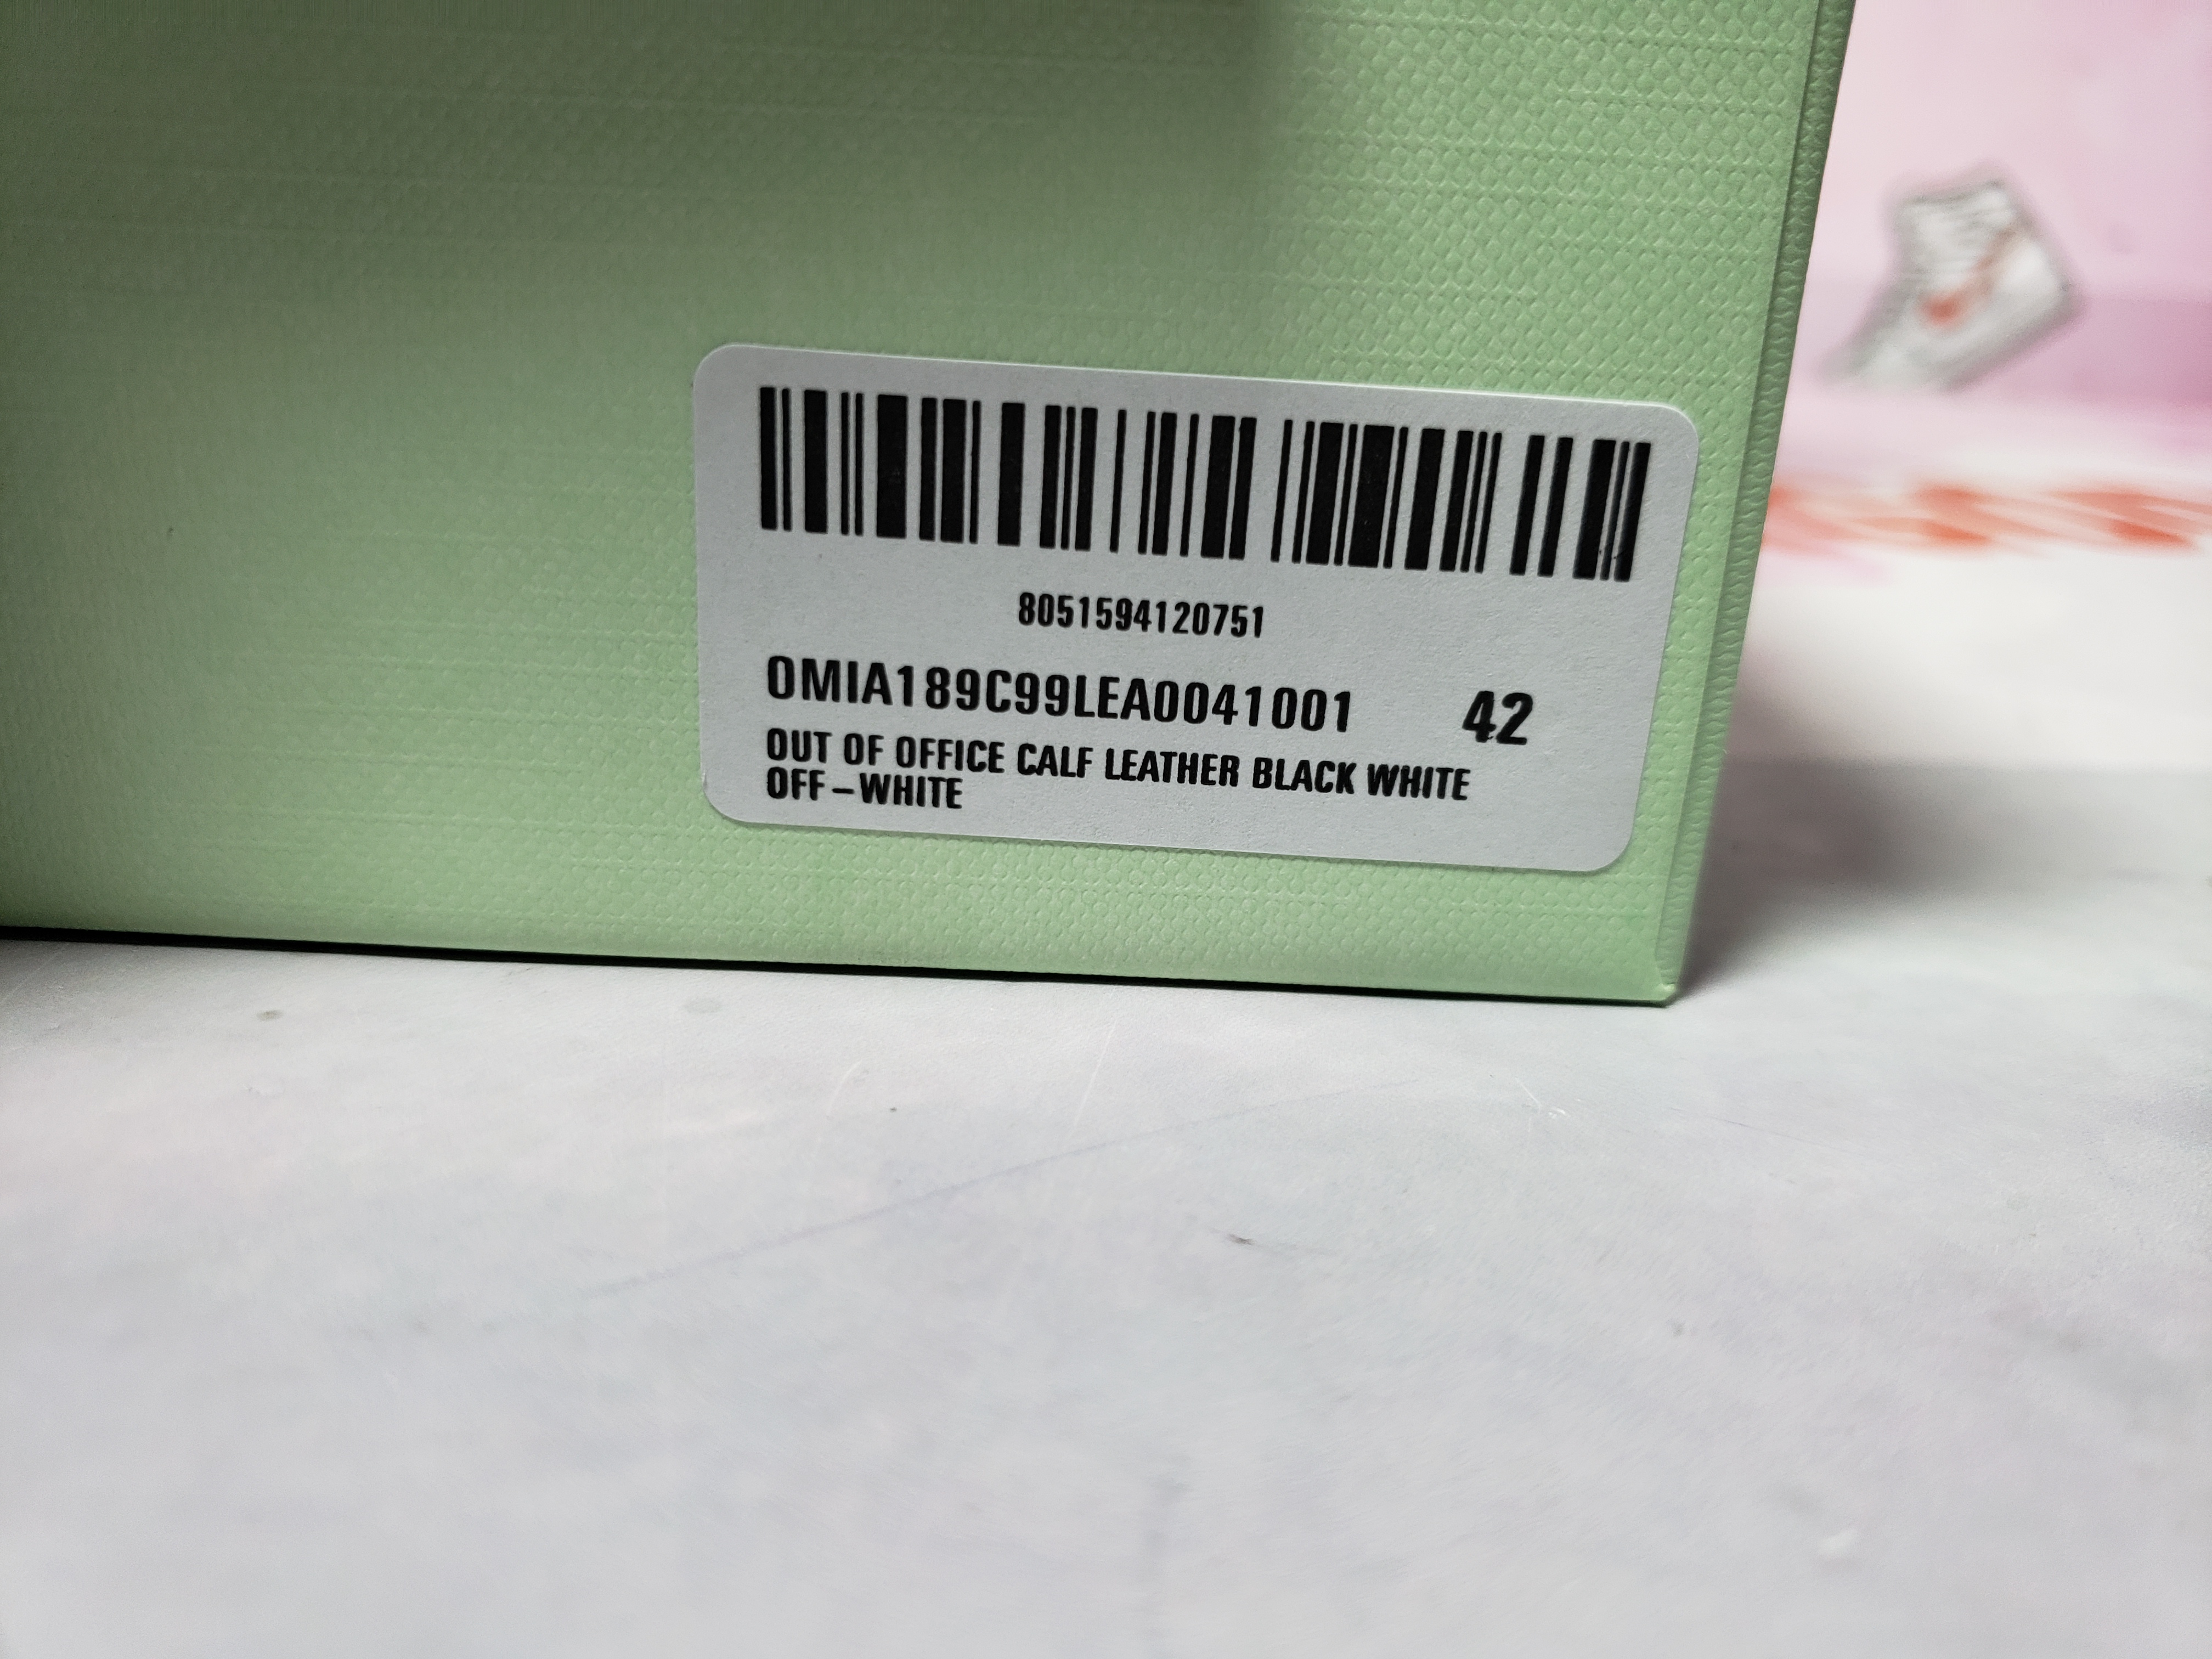 8051594120751
OMIA189C99LEA0041001 42
OUT OF OFFICE CALF LEATHER BLACK WHITE
OFF-WHITE